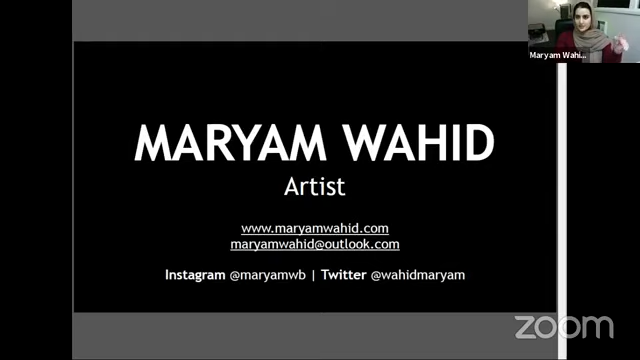 Maryam Wahi...
MARYAM WAHID
Artist
www.maryamwahid.com
maryamwahid@outlook.com
Instagram @maryamwb | Twitter @wahidmaryam
zoom